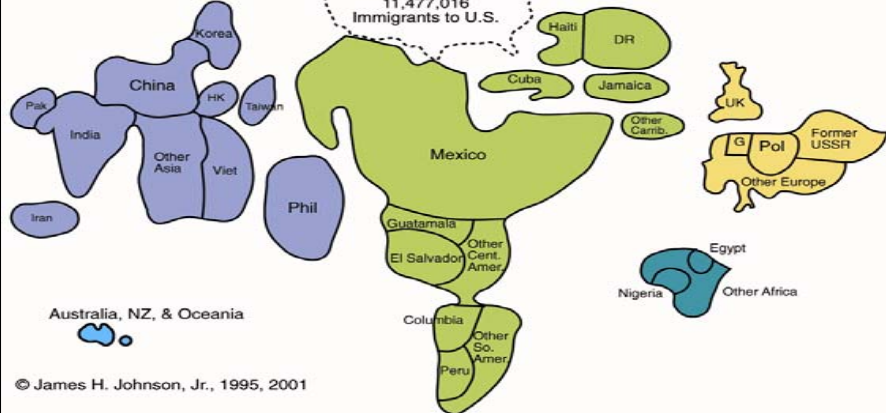 11,477,016
Immigrants to U.S.
Korea
China
HK
Taiwan
Pak
India
Other
Asia
Viet
Phil
Iran
Australia, NZ, & Oceania
Haiti
DR
Cuba
Jamaica
Other
Carrib.
Mexico
Guatamala
El Salvador
Other
Cent.
Amer.
Columbia
Other
So.
Amer.
Peru
UK
G
Pol
Former
USSR
Other Europe
Egypt
Nigeria
Other Africa
© James H. Johnson, Jr., 1995, 2001